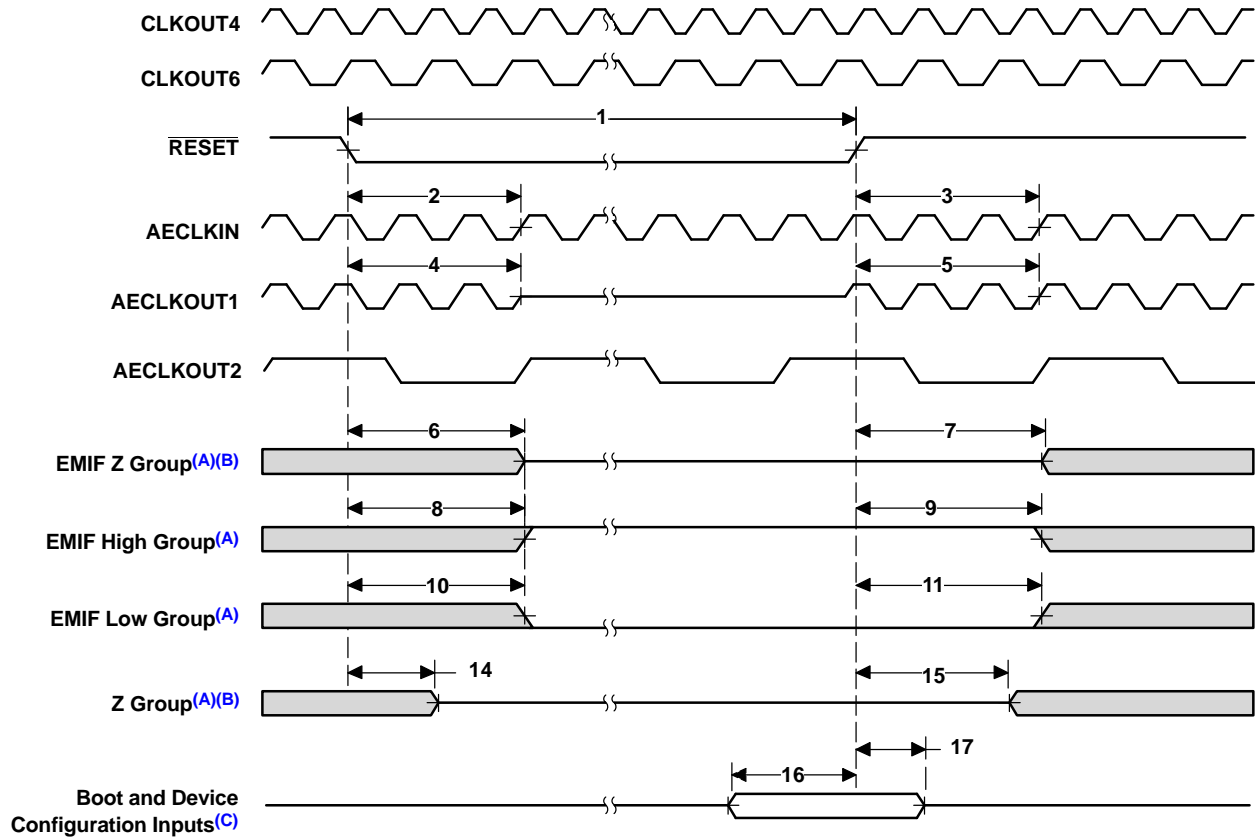 CLKOUT4
CLKOUT6
1
RESET
2
3
AECLKIN
4
5
AECLKOUT1
AECLKOUT2
6
7
EMIF Z Group(A)(B)
8
9
EMIF High Group(A)
10
11
EMIF Low Group(A)
14
15
Z Group(A)(B)
17
16
Boot and Device
Configuration Inputs(C)